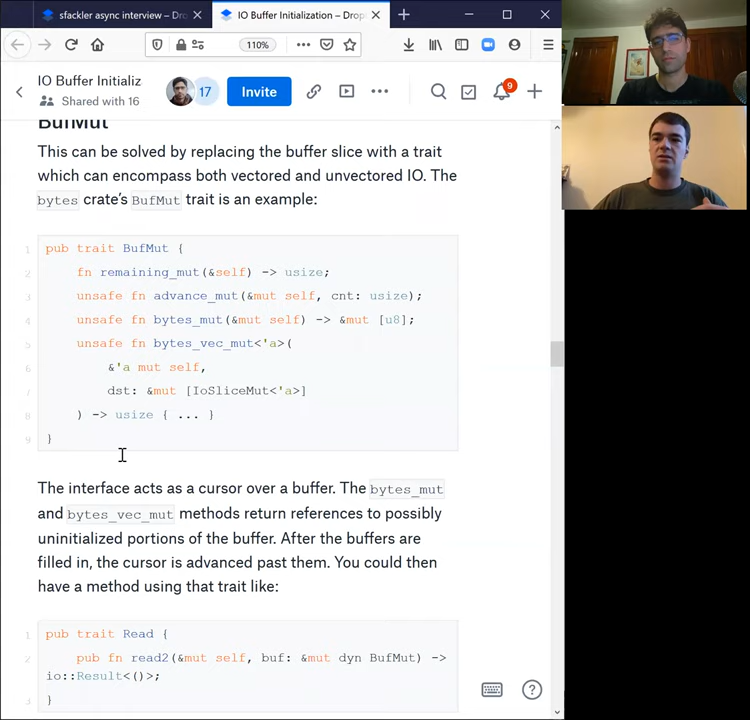 sfackler async interview – Dro
IO Buffer Initialization – Drop
110%
IO Buffer Initializ
Shared with 16
17
Invite
9
BufMut
This can be solved by replacing the buffer slice with a trait
which can encompass both vectored and unvectored IO. The
bytes crate's BufMut trait is an example:
1 pub trait BufMut {
2 fn remaining_mut(&self) -> usize;
3 unsafe fn advance_mut(&mut self, cnt: usize);
4 unsafe fn bytes_mut(&mut self) -> &mut [u8];
5 unsafe fn bytes_vec_mut<'a>(
6 &'a mut self,
7 dst: &mut [IoSliceMut<'a>]
8 ) -> usize { ... }
9 }
The interface acts as a cursor over a buffer. The bytes_mut
and bytes_vec_mut methods return references to possibly
uninitialized portions of the buffer. After the buffers are
filled in, the cursor is advanced past them. You could then
have a method using that trait like:
1 pub trait Read {
2 pub fn read2(&mut self, buf: &mut dyn BufMut) ->
io::Result<()>;
3 }